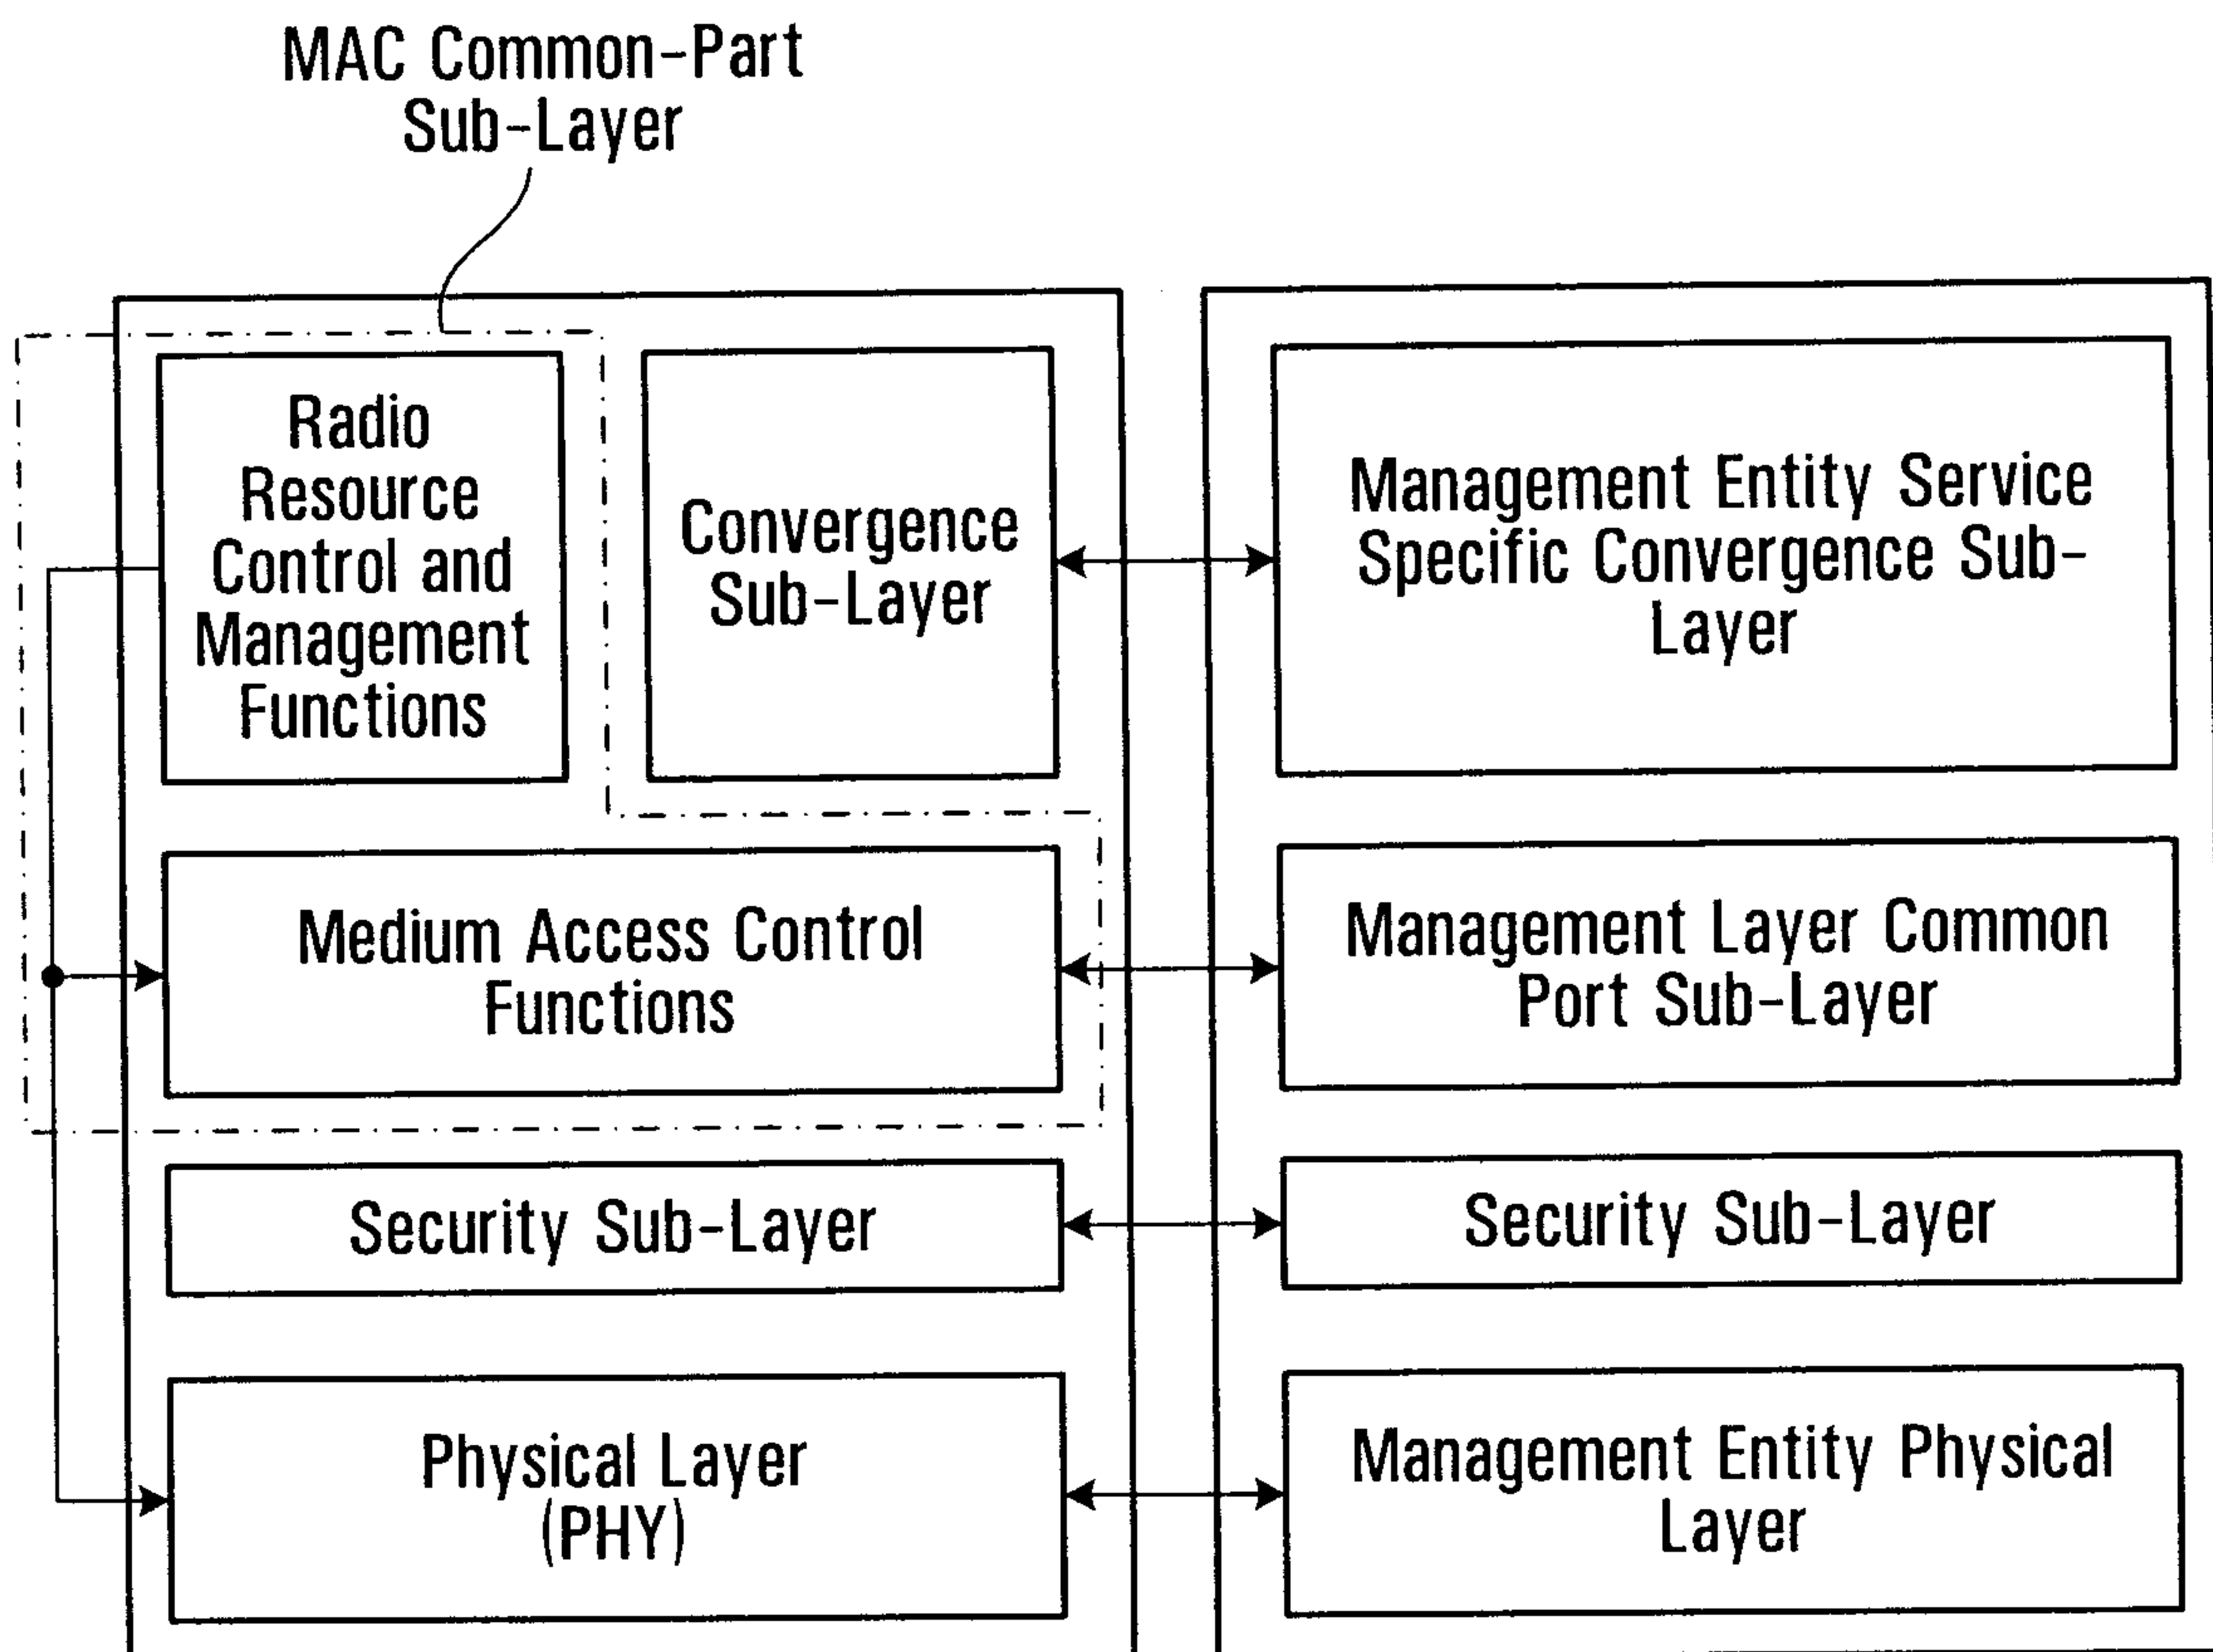 MAC Common-Part
Sub-Layer
Radio
Resource
Control and
Management
Functions
Convergence
Sub-Layer
Management Entity Service
Specific Convergence Sub-
Layer
Medium Access Control
Functions
Management Layer Common
Port Sub-Layer
Security Sub-Layer
Security Sub-Layer
Physical Layer
(PHY)
Management Entity Physical
Layer